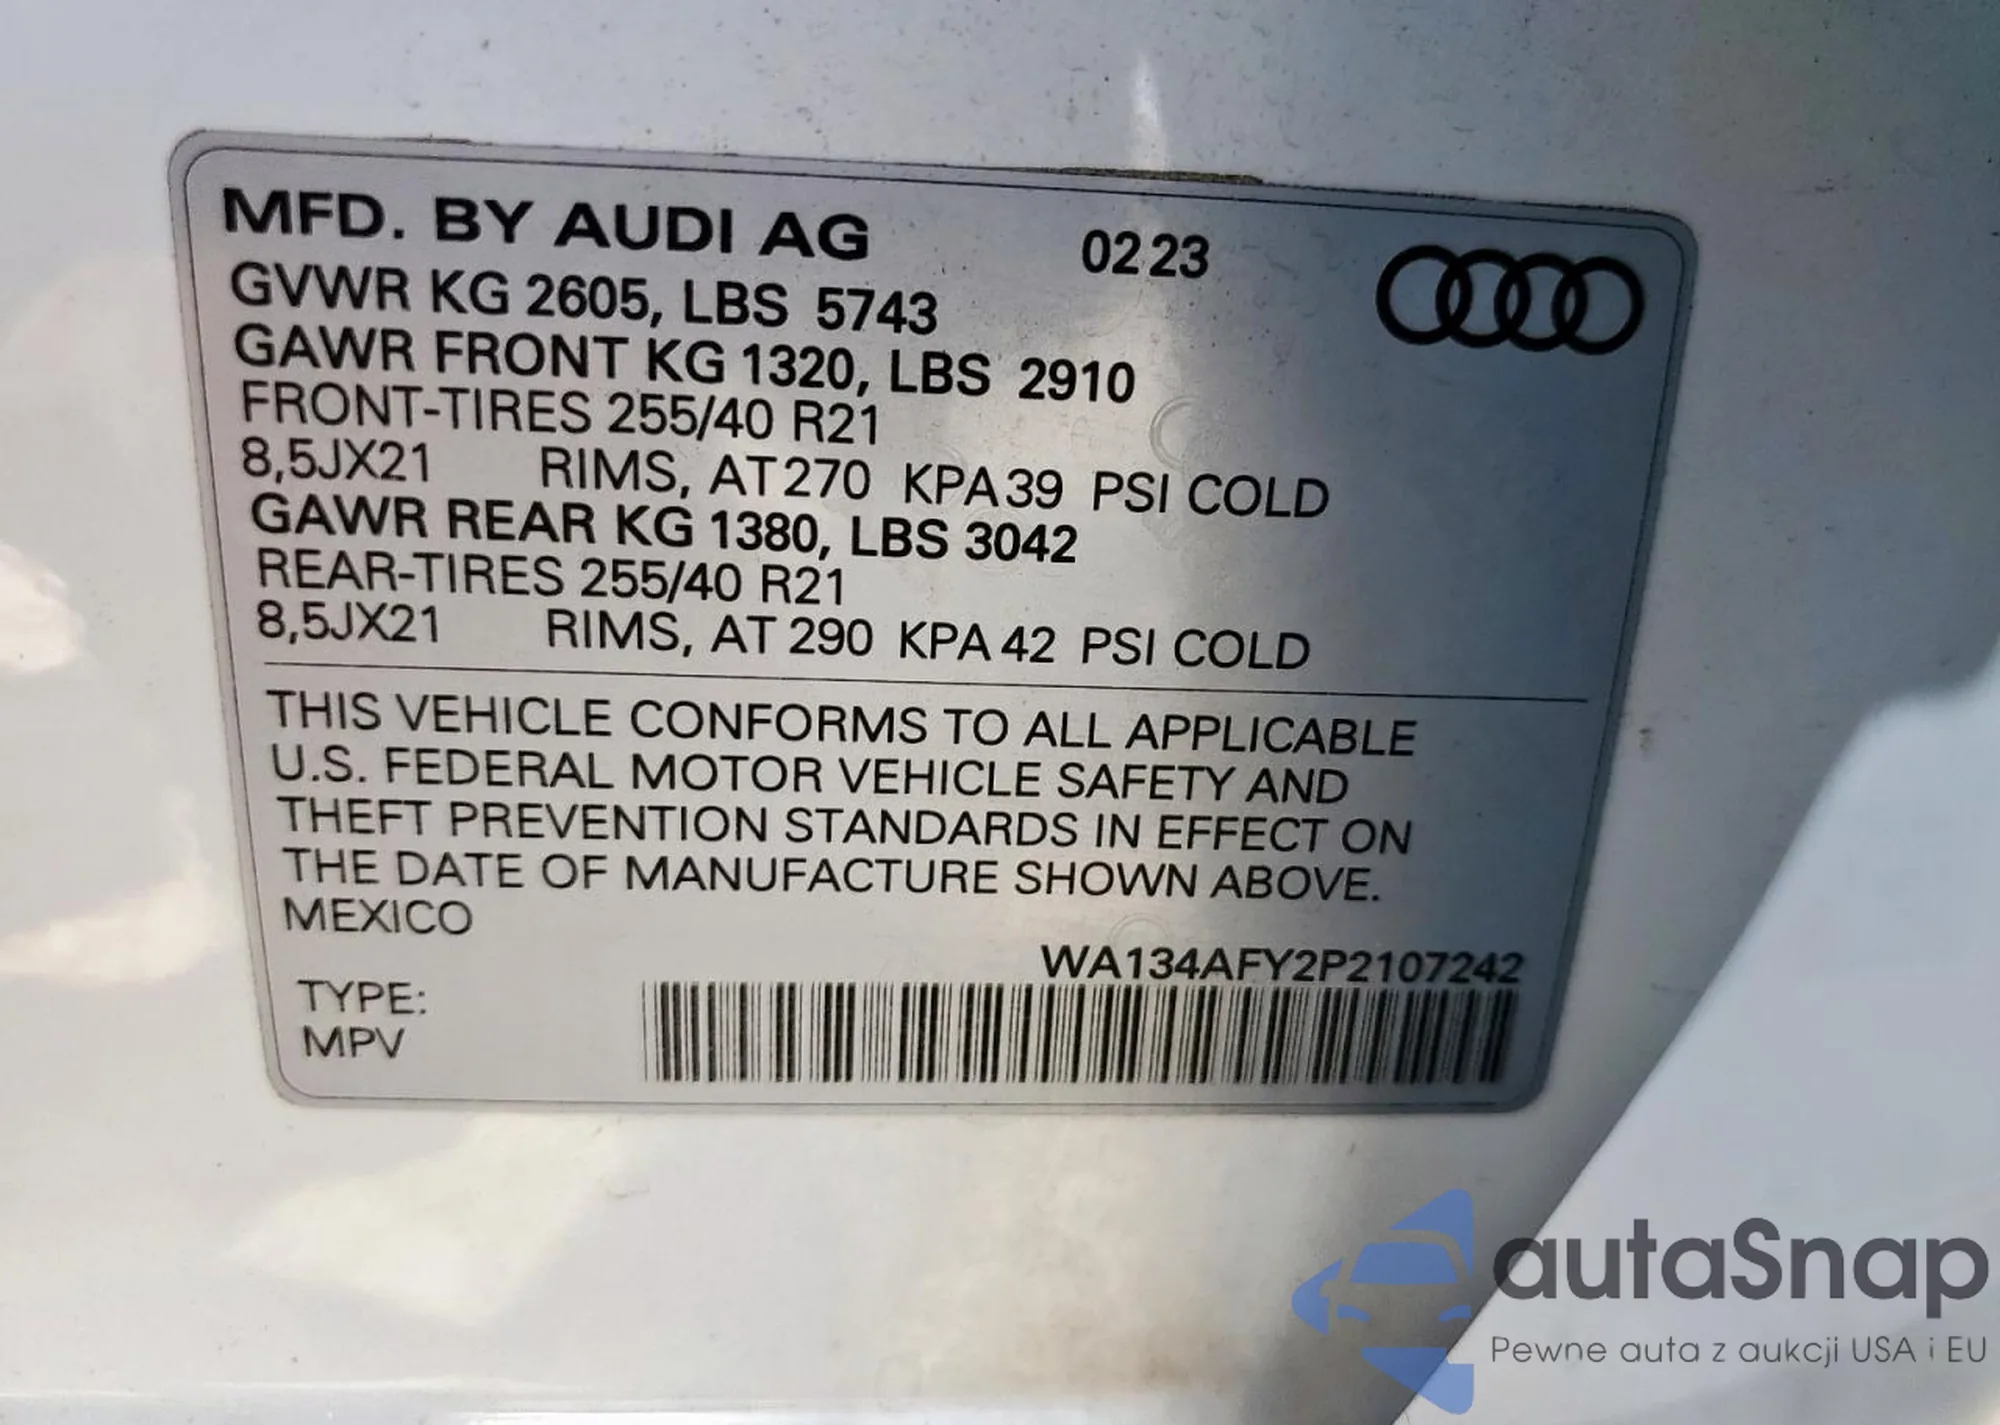 MFD. BY AUDI AG 02 23
GVWR KG 2605, LBS 5743
GAWR FRONT KG 1320, LBS 2910
FRONT-TIRES 255/40 R21
8,5JX21 RIMS, AT 270 KPA 39 PSI COLD
GAWR REAR KG 1380, LBS 3042
REAR-TIRES 255/40 R21
8,5JX21 RIMS, AT 290 KPA 42 PSI COLD
THIS VEHICLE CONFORMS TO ALL APPLICABLE
U.S. FEDERAL MOTOR VEHICLE SAFETY AND
THEFT PREVENTION STANDARDS IN EFFECT ON
THE DATE OF MANUFACTURE SHOWN ABOVE.
MEXICO
WA134AFY2P2107242
TYPE:
MPV
autaSnap
Pewne auta z aukcji USA i EU